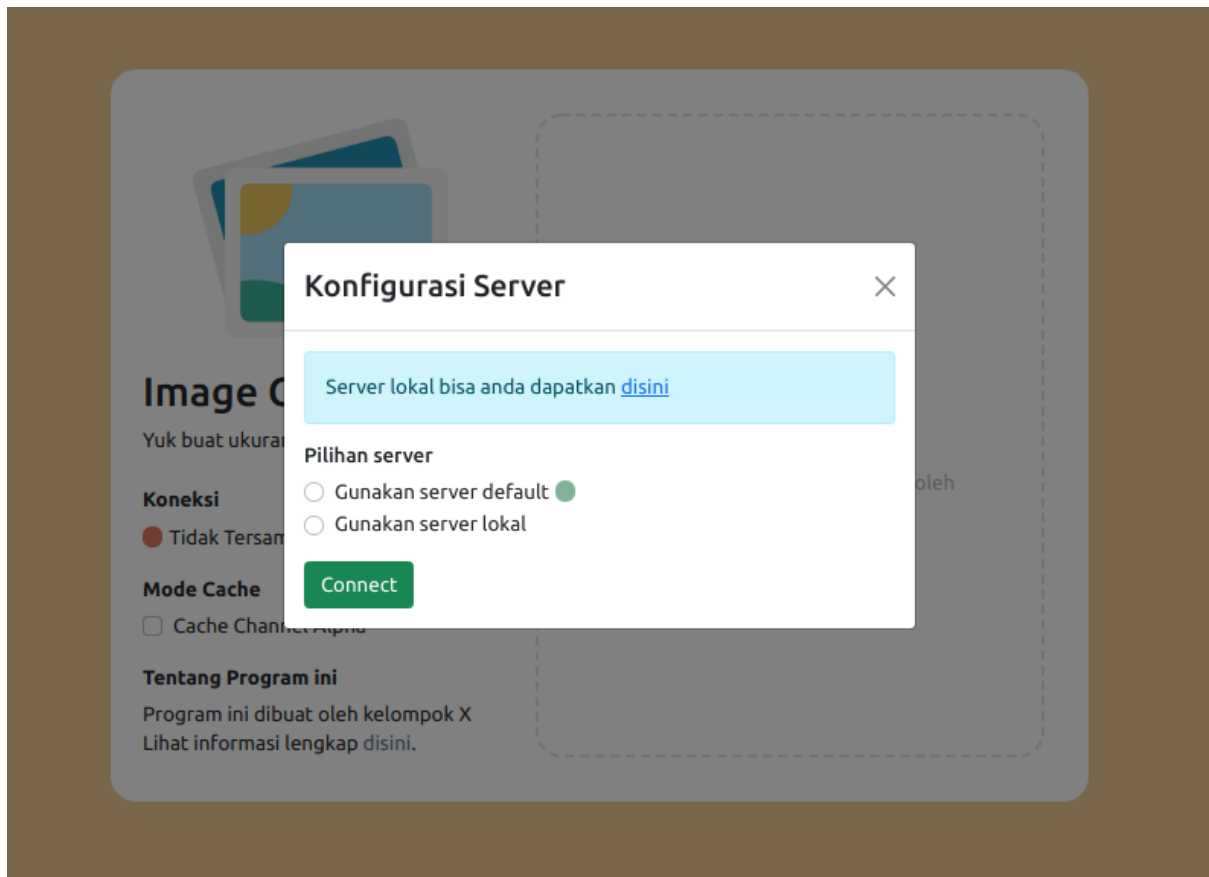 Konfigurasi Server
Server lokal bisa anda dapatkan disini
Pilihan server
Gunakan server default
Gunakan server lokal
Connect
Image
Yuk buat
Koneksi
Tidak
Mode Cache
Cache Channel Alpha
Tentang Program ini
Program ini dibuat oleh kelompok X
Lihat informasi lengkap disini.
oleh